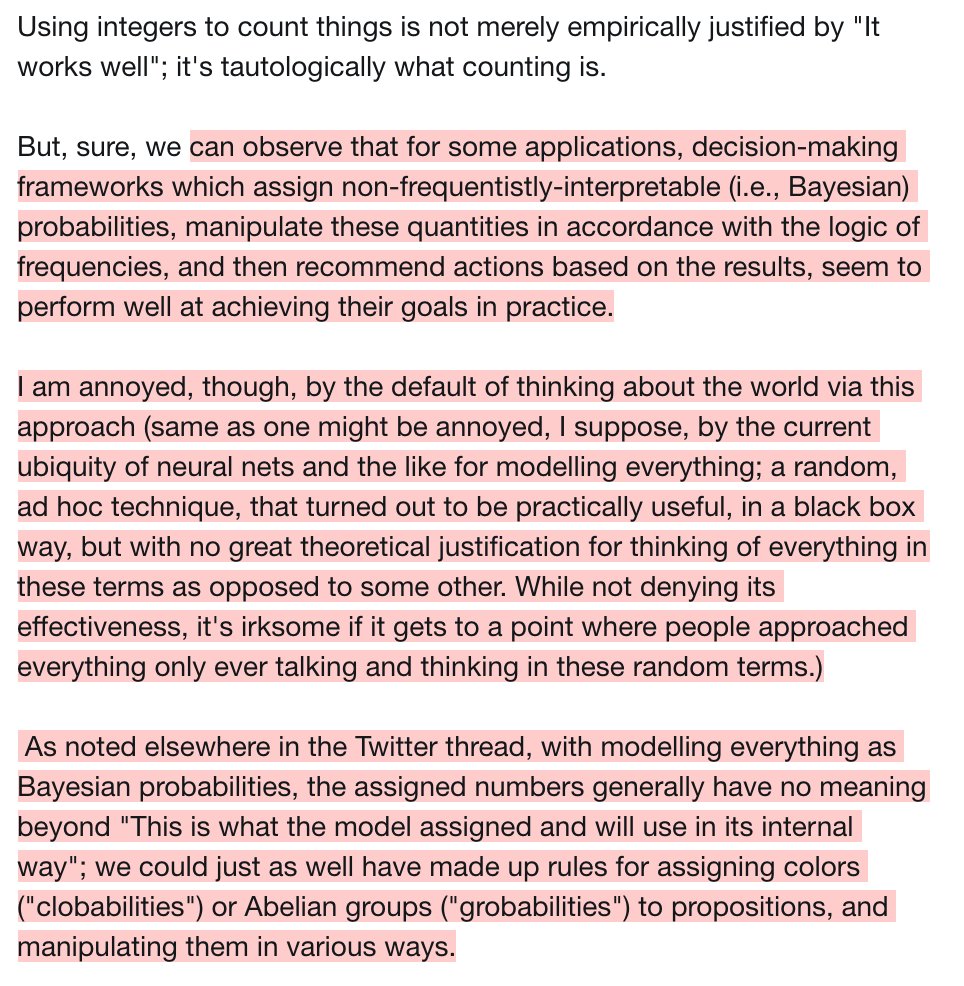 Using integers to count things is not merely empirically justified by "It
works well"; it's tautologically what counting is.
But, sure, we can observe that for some applications, decision-making
frameworks which assign non-frequentistly-interpretable (i.e., Bayesian)
probabilities, manipulate these quantities in accordance with the logic of
frequencies, and then recommend actions based on the results, seem to
perform well at achieving their goals in practice.
I am annoyed, though, by the default of thinking about the world via this
approach (same as one might be annoyed, I suppose, by the current
ubiquity of neural nets and the like for modelling everything; a random,
ad hoc technique, that turned out to be practically useful, in a black box
way, but with no great theoretical justification for thinking of everything in
these terms as opposed to some other. While not denying its
effectiveness, it's irksome if it gets to a point where people approached
everything only ever talking and thinking in these random terms.)
As noted elsewhere in the Twitter thread, with modelling everything as
Bayesian probabilities, the assigned numbers generally have no meaning
beyond "This is what the model assigned and will use in its internal
way"; we could just as well have made up rules for assigning colors
("clobabilities") or Abelian groups ("grobabilities") to propositions, and
manipulating them in various ways.